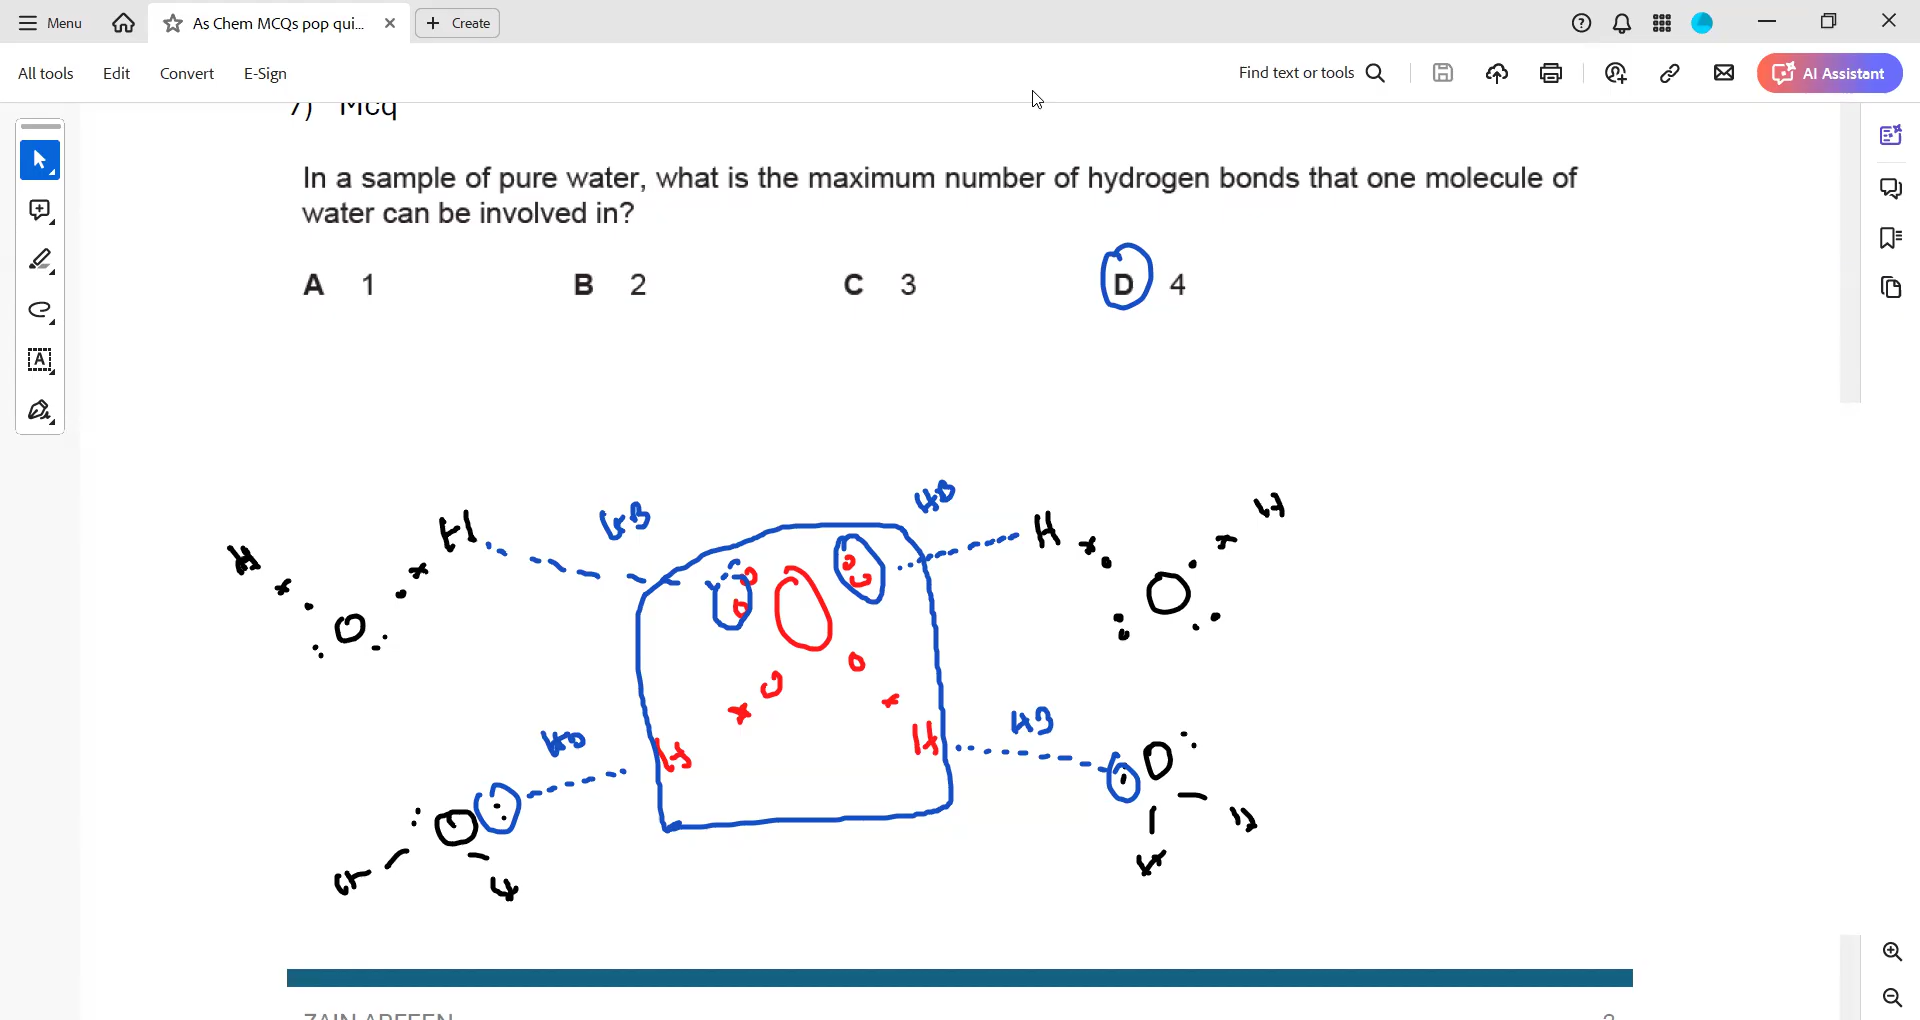 Menu
As Chem MCQs pop qui...
Create
All tools
Edit
Convert
E-Sign
Find text or tools
AI Assistant
7) Mcq
In a sample of pure water, what is the maximum number of hydrogen bonds that one molecule of
water can be involved in?
A 1 B 2 C 3 D 4
HB
HB
H
H
H
H
O
O
H
H
HB
HB
O
O
H
H
H
H
ZAIN ARFEEN